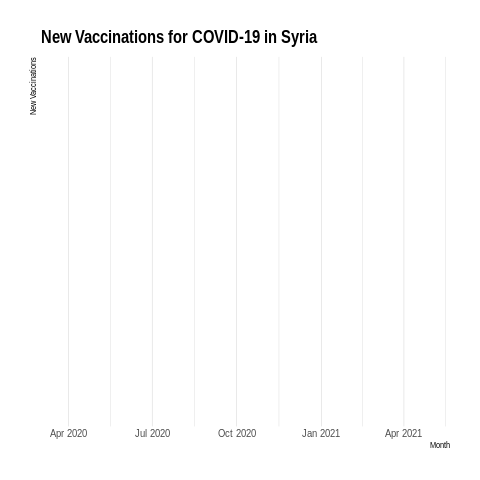 New Vaccinations for COVID-19 in Syria
New Vaccinations
Apr 2020 Jul 2020 Oct 2020 Jan 2021 Apr 2021
Month